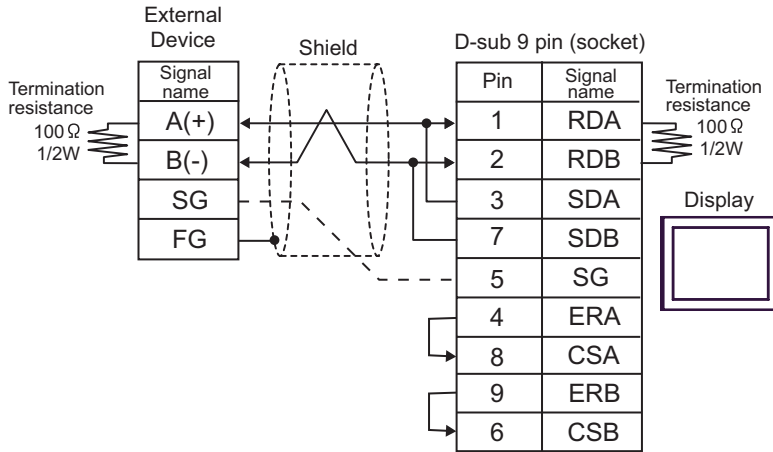 External
Device
Shield
D-sub 9 pin (socket)
Termination
resistance
100 Ω
1/2W
Signal
name
A(+)
B(-)
SG
FG
Pin
Signal
name
1 RDA
2 RDB
3 SDA
7 SDB
5 SG
4 ERA
8 CSA
9 ERB
6 CSB
Termination
resistance
100 Ω
1/2W
Display